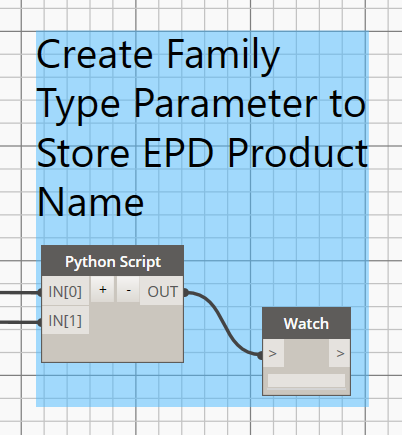 Create Family
Type Parameter to
Store EPD Product
Name
Python Script
IN[0] + - OUT
IN[1]
Watch
> >